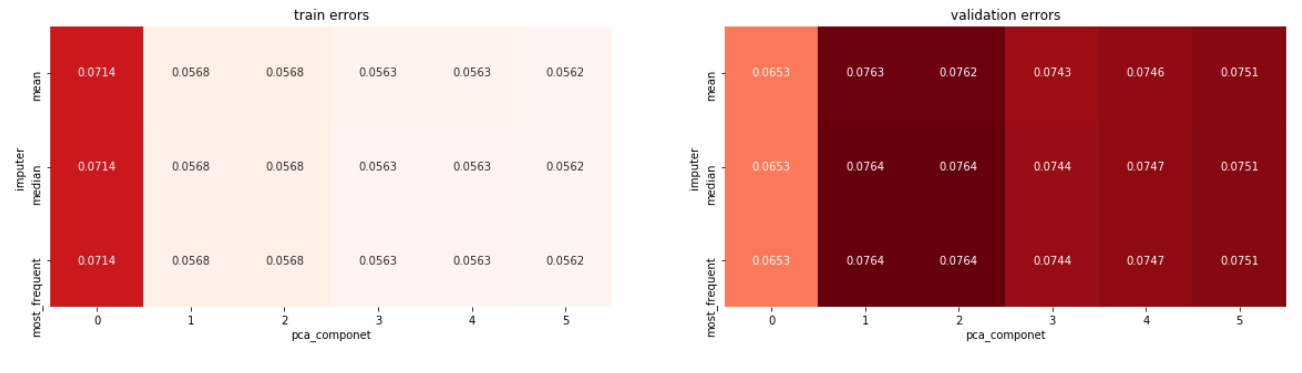 train errors
mean
0.0714 0.0568 0.0568 0.0563 0.0563 0.0562
imputer
median
0.0714 0.0568 0.0568 0.0563 0.0563 0.0562
most_frequent
0.0714 0.0568 0.0568 0.0563 0.0563 0.0562
0 1 2 3 4 5
pca_componet
validation errors
mean
0.0653 0.0763 0.0762 0.0743 0.0746 0.0751
imputer
median
0.0653 0.0764 0.0764 0.0744 0.0747 0.0751
most_frequent
0.0653 0.0764 0.0764 0.0744 0.0747 0.0751
0 1 2 3 4 5
pca_componet